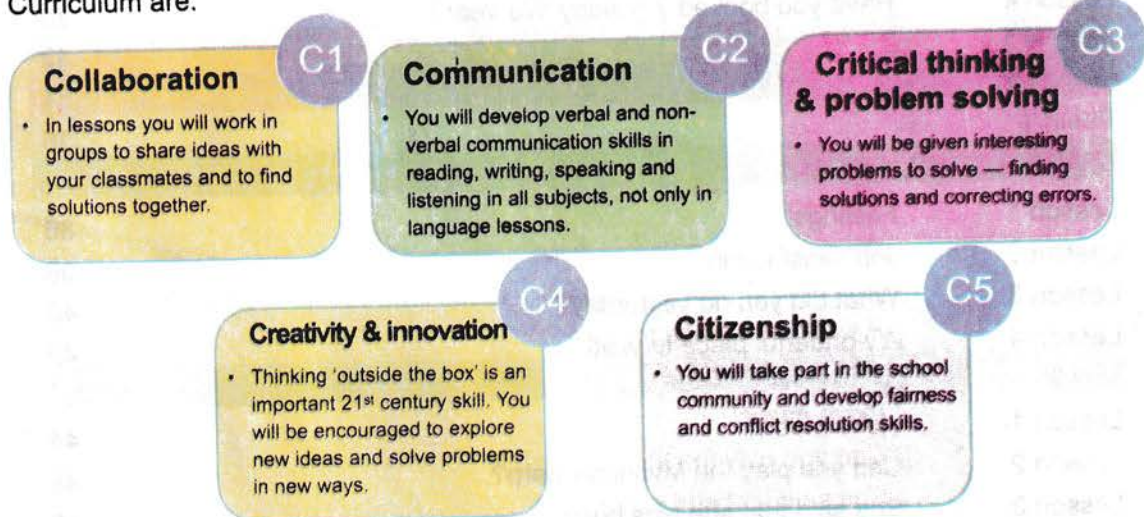 Curriculum are:
C1
Collaboration
• In lessons you will work in
groups to share ideas with
your classmates and to find
solutions together.
C2
Communication
• You will develop verbal and non-
verbal communication skills in
reading, writing, speaking and
listening in all subjects, not only in
language lessons.
C3
Critical thinking
& problem solving
• You will be given interesting
problems to solve — finding
solutions and correcting errors.
C4
Creativity & innovation
• Thinking 'outside the box' is an
important 21st century skill. You
will be encouraged to explore
new ideas and solve problems
in new ways.
C5
Citizenship
• You will take part in the school
community and develop fairness
and conflict resolution skills.